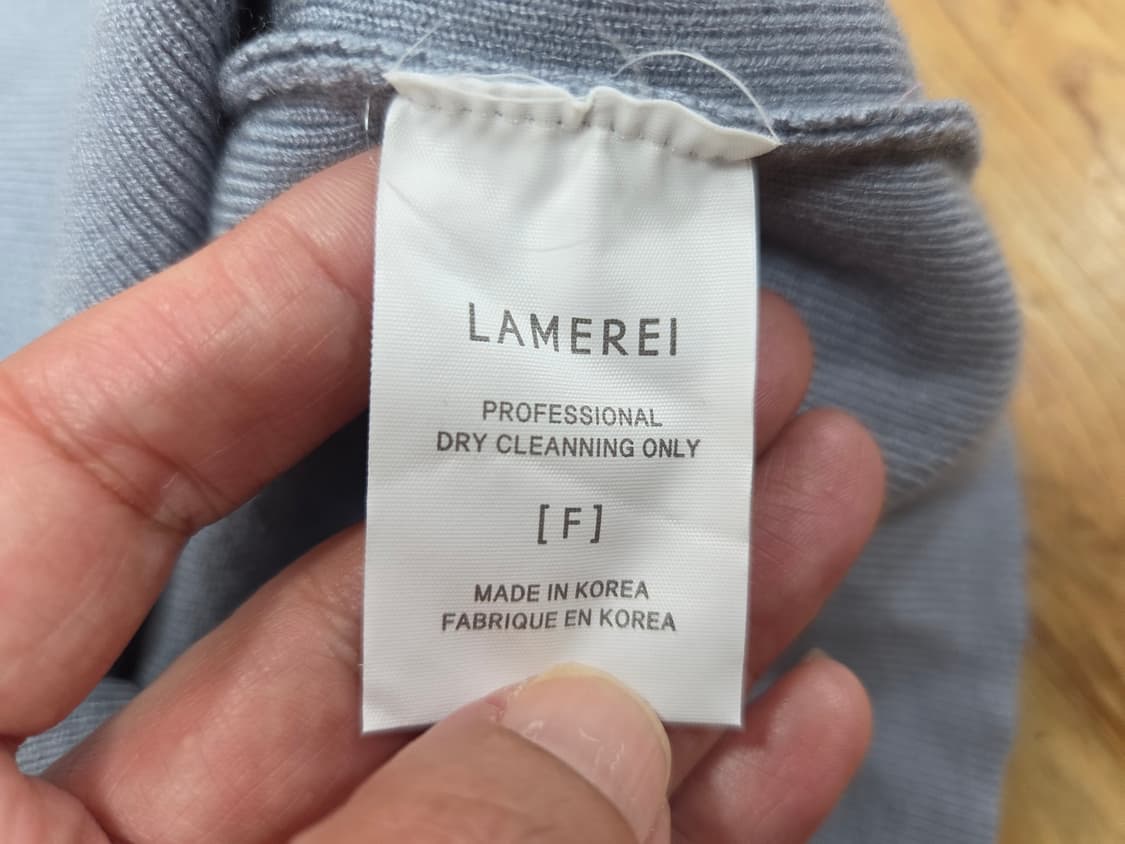 LAMEREI
PROFESSIONAL
DRY CLEANNING ONLY
[F]
MADE IN KOREA
FABRIQUE EN KOREA